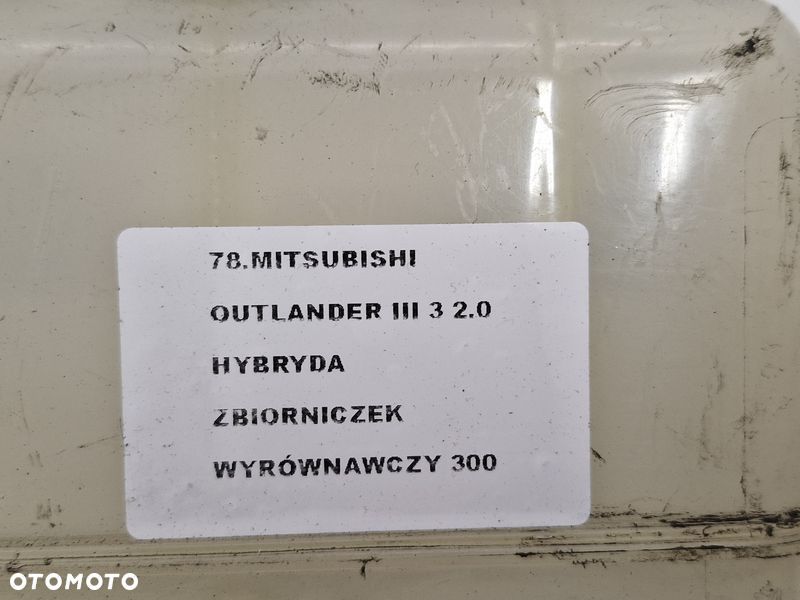 78.MITSUBISHI
OUTLANDER III 3 2.0
HYBRYDA
ZBIORNICZEK
WYRÓWNAWCZY 300
OTOMOTO